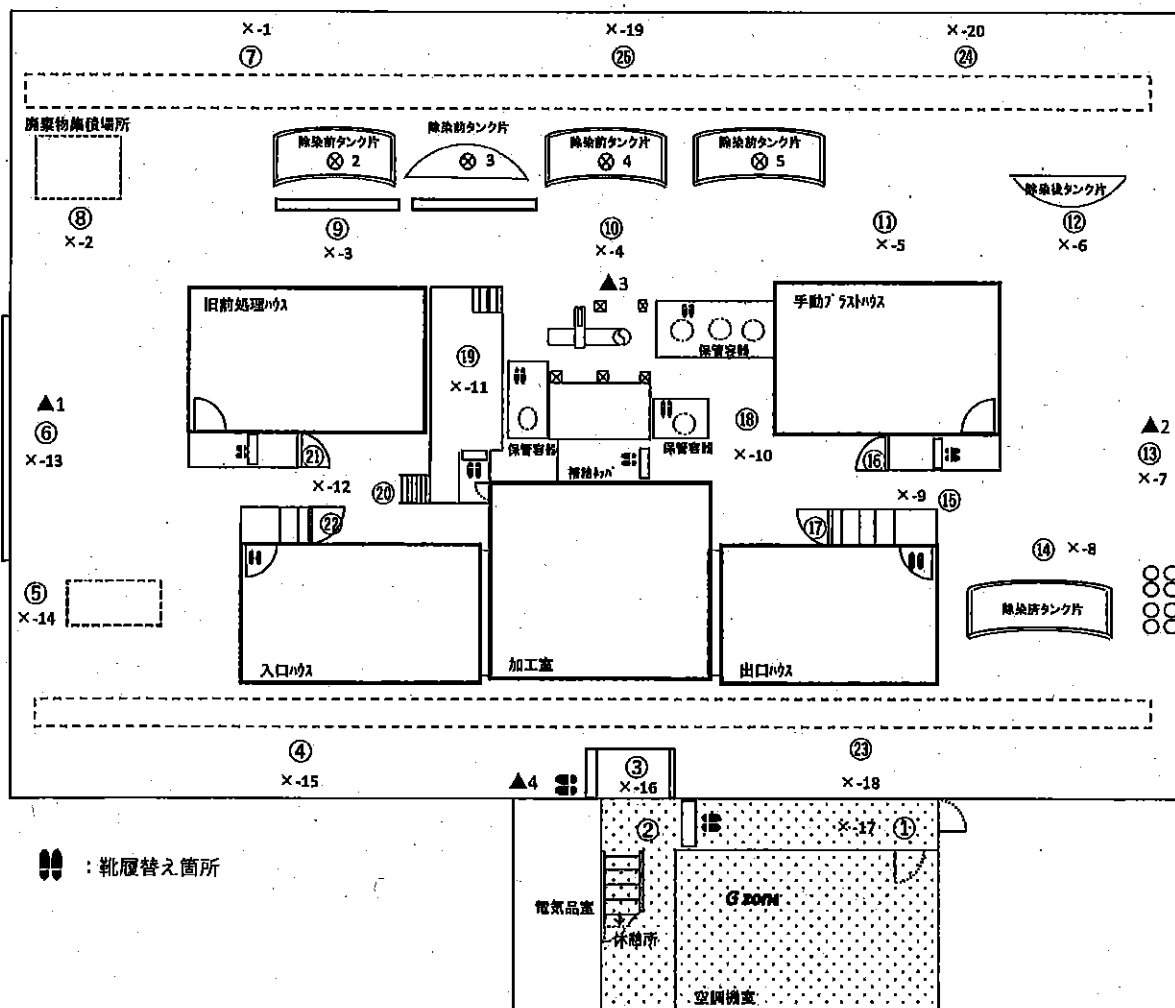 ×-1 ×-19 ×-20
⑦ ㉖ ㉔
廃棄物集積場所
除染前タンク片 除染前タンク片 除染前タンク片 除染前タンク片
⊗ 2 ⊗ 3 ⊗ 4 ⊗ 5
除染後タンク片
⑧ ⑨ ⑩ ⑪ ⑫
×-2 ×-3 ×-4 ×-5 ×-6
▲3
旧前処理ハウス 手動ブラストハウス
保管容器
⑲
×-11
▲1 ▲2
⑥ ⑱ ⑬
×-13 ×-10 ×-7
保管容器 保管容器
補給ホッパ
㉑ ⑯
×-12 ⑳ ×-9 ⑮
㉒ ⑰
⑭ ×-8
⑤
×-14
除染済タンク片
入口ハウス 加工室 出口ハウス
④ ③ ㉓
×-15 ▲4 ×-16 ×-18
② ×-17 ①
:靴履替え箇所
G zone
電気品室
休憩所
空調機室